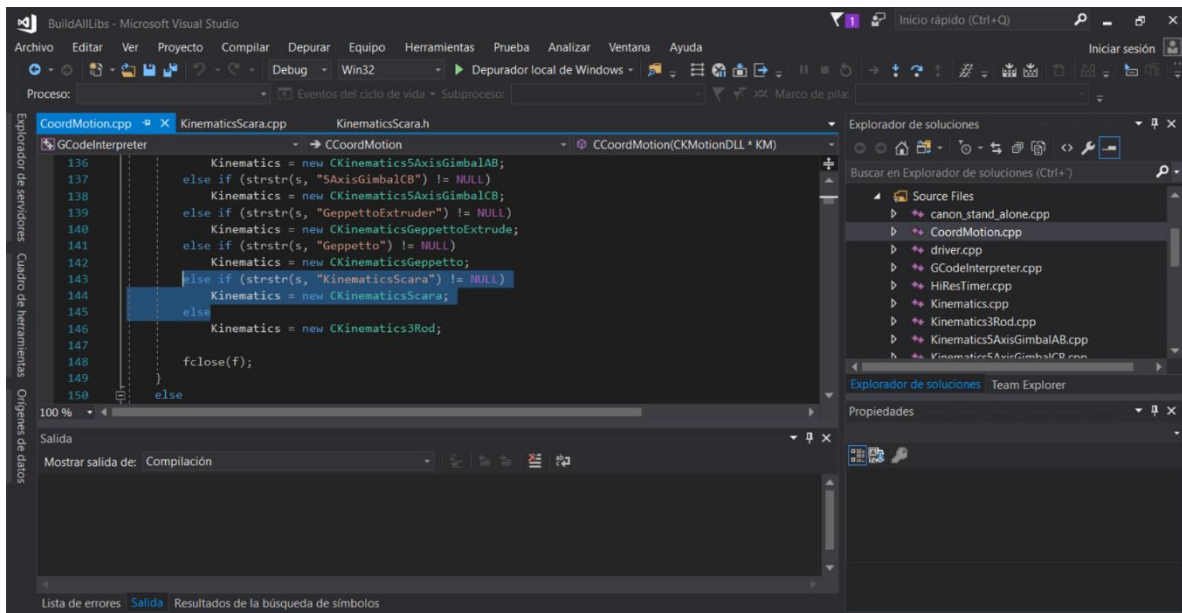 BuildAllLibs - Microsoft Visual Studio
1
Inicio rápido (Ctrl+Q)
Archivo Editar Ver Proyecto Compilar Depurar Equipo Herramientas Prueba Analizar Ventana Ayuda
Iniciar sesión
Debug Win32 Depurador local de Windows
Proceso: Eventos del ciclo de vida Subproceso: Marco de pila:
Explorador de servidores
Cuadro de herramientas
Orígenes de datos
CoordMotion.cpp KinematicsScara.cpp KinematicsScara.h
GCodeInterpreter CCoordMotion CCoordMotion(CKMotionDLL * KM)
136 Kinematics = new CKinematics5AxisGimbalAB;
137 else if (strstr(s, "5AxisGimbalCB") != NULL)
138 Kinematics = new CKinematics5AxisGimbalCB;
139 else if (strstr(s, "GeppettoExtruder") != NULL)
140 Kinematics = new CKinematicsGeppettoExtrude;
141 else if (strstr(s, "Geppetto") != NULL)
142 Kinematics = new CKinematicsGeppetto;
143 else if (strstr(s, "KinematicsScara") != NULL)
144 Kinematics = new CKinematicsScara;
145 else
146 Kinematics = new CKinematics3Rod;
147
148 fclose(f);
149 }
150 else
100 %
Salida
Mostrar salida de: Compilación
Lista de errores Salida Resultados de la búsqueda de símbolos
Explorador de soluciones
Buscar en Explorador de soluciones (Ctrl+´)
Source Files
canon_stand_alone.cpp
CoordMotion.cpp
driver.cpp
GCodeInterpreter.cpp
HiResTimer.cpp
Kinematics.cpp
Kinematics3Rod.cpp
Kinematics5AxisGimbalAB.cpp
Kinematics5AxisGimbalCB.cpp
Explorador de soluciones Team Explorer
Propiedades